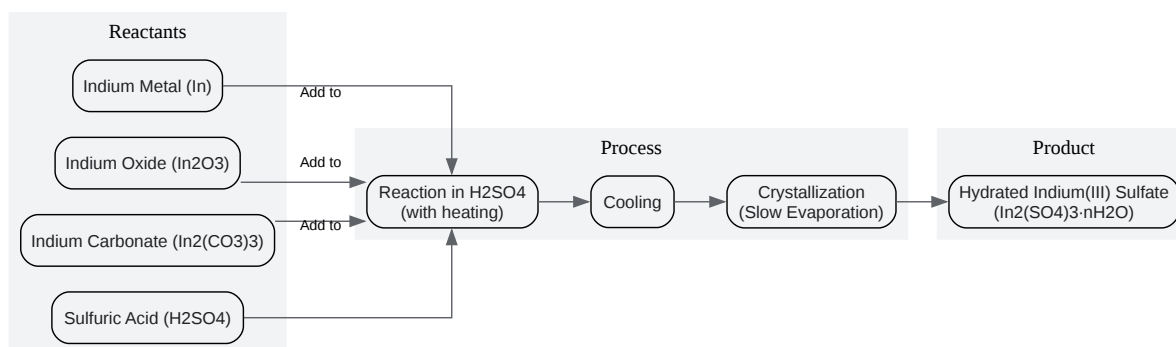 Reactants
Indium Metal (In)
Add to
Indium Oxide (In2O3)
Add to
Indium Carbonate (In2(CO3)3)
Add to
Sulfuric Acid (H2SO4)
Process
Reaction in H2SO4
(with heating)
Cooling
Crystallization
(Slow Evaporation)
Product
Hydrated Indium(III) Sulfate
(In2(SO4)3·nH2O)